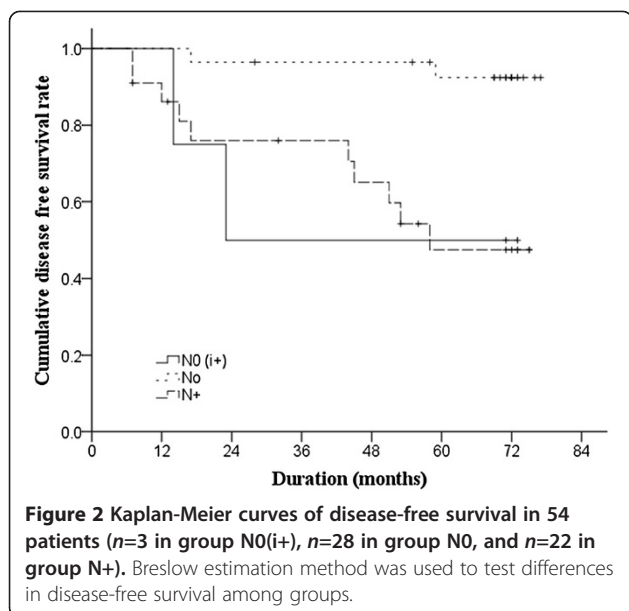 1.0
0.8
0.6
0.4
0.2
0.0
Cumulative disease free survival rate
N0 (i+)
No
N+
0 12 24 36 48 60 72 84
Duration (months)
Figure 2 Kaplan-Meier curves of disease-free survival in 54
patients (n=3 in group N0(i+), n=28 in group N0, and n=22 in
group N+). Breslow estimation method was used to test differences
in disease-free survival among groups.